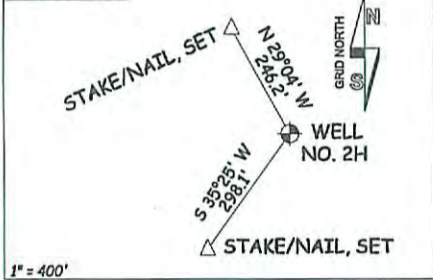 STAKE/NAIL, SET
N 29°04' W
246.2'
GRID NORTH
N
S
WELL
NO. 2H
S 35°25' W
298.1'
STAKE/NAIL, SET
1" = 400'